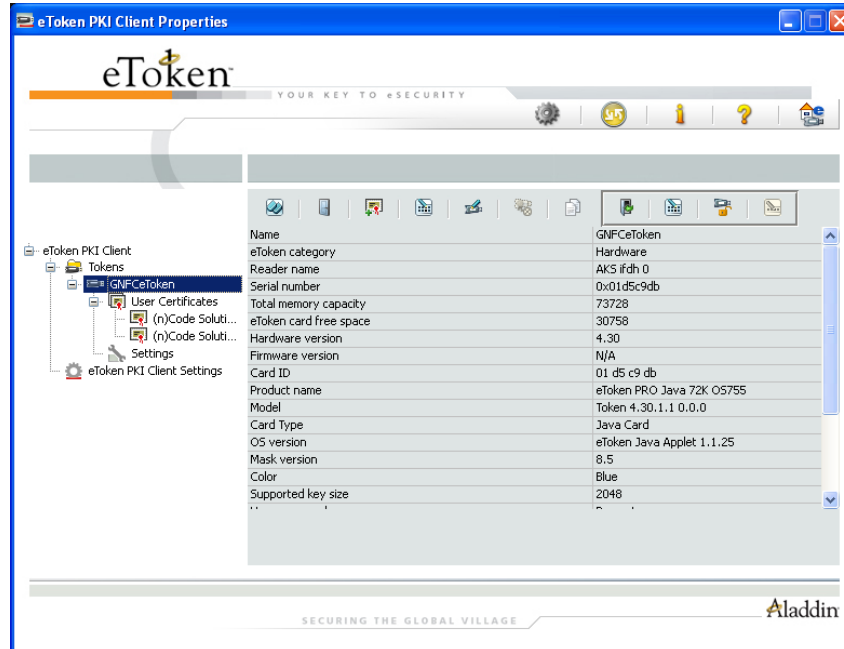 eToken PKI Client Properties
eToken
YOUR KEY TO eSECURITY
Name GNFCeToken
eToken category Hardware
Reader name AKS ifdh 0
Serial number 0x01d5c9db
Total memory capacity 73728
eToken card free space 30758
Hardware version 4.30
Firmware version N/A
Card ID 01 d5 c9 db
Product name eToken PRO Java 72K OS755
Model Token 4.30.1.1 0.0.0
Card Type Java Card
OS version eToken Java Applet 1.1.25
Mask version 8.5
Color Blue
Supported key size 2048
eToken PKI Client
Tokens
GNFCeToken
User Certificates
(n)Code Soluti...
(n)Code Soluti...
Settings
eToken PKI Client Settings
SECURING THE GLOBAL VILLAGE
Aladdin